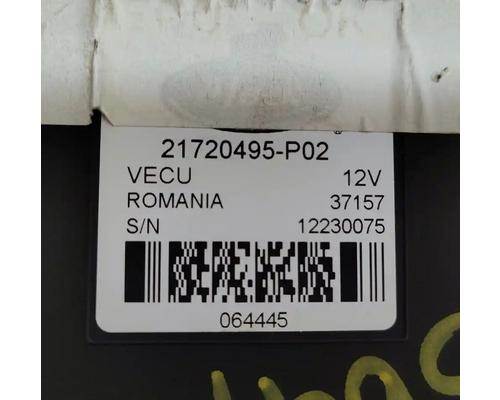 21720495-P02
VECU 12V
ROMANIA 37157
S/N 12230075
064445